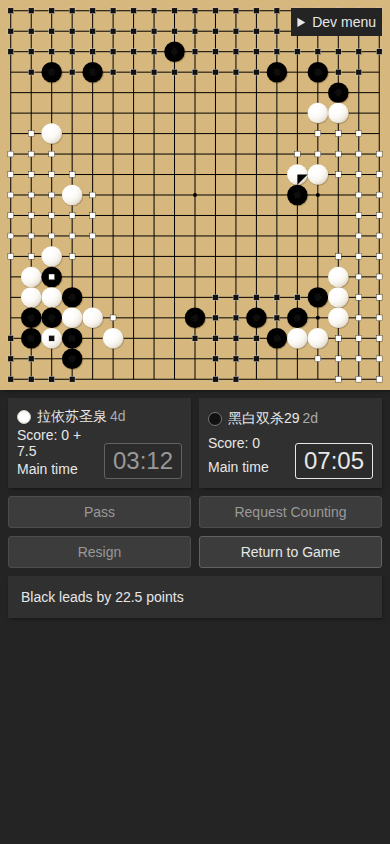 Dev menu
拉依苏圣泉 4d
Score: 0 +
7.5
Main time
03:12
黑白双杀29 2d
Score: 0
Main time
07:05
Pass
Request Counting
Resign
Return to Game
Black leads by 22.5 points